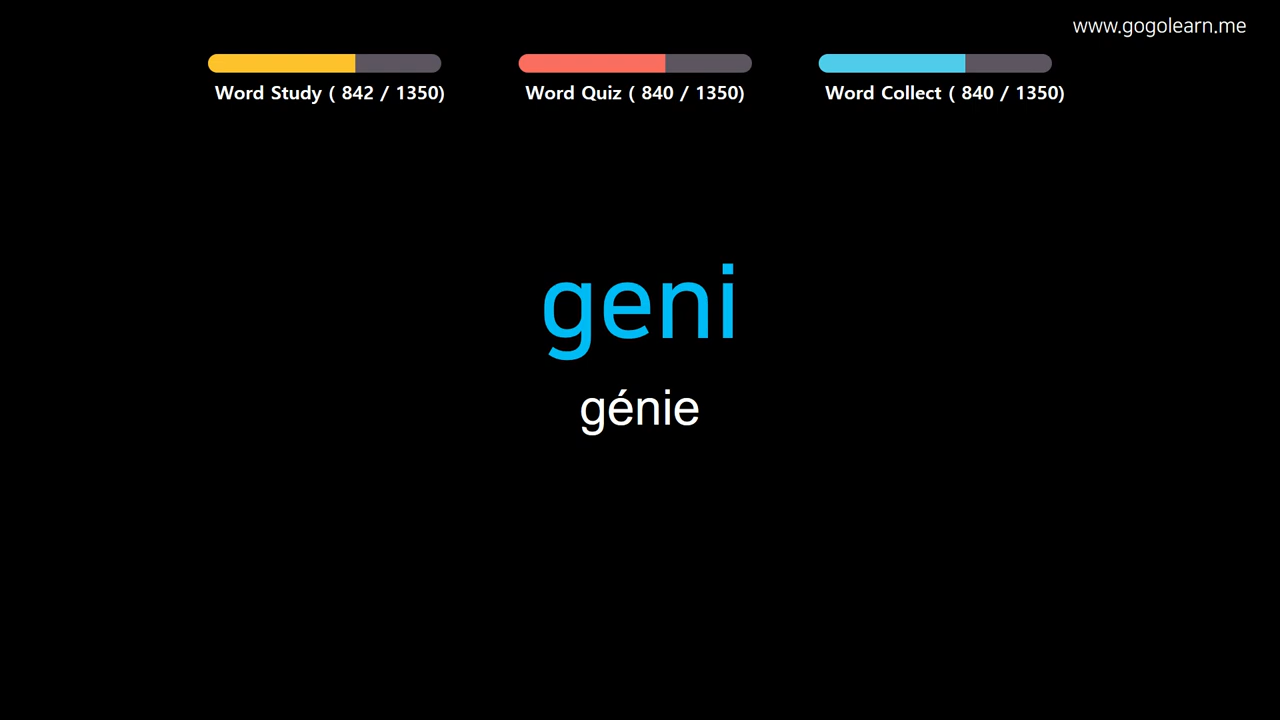 www.gogolearn.me
Word Study ( 842 / 1350)
Word Quiz ( 840 / 1350)
Word Collect ( 840 / 1350)
geni
génie